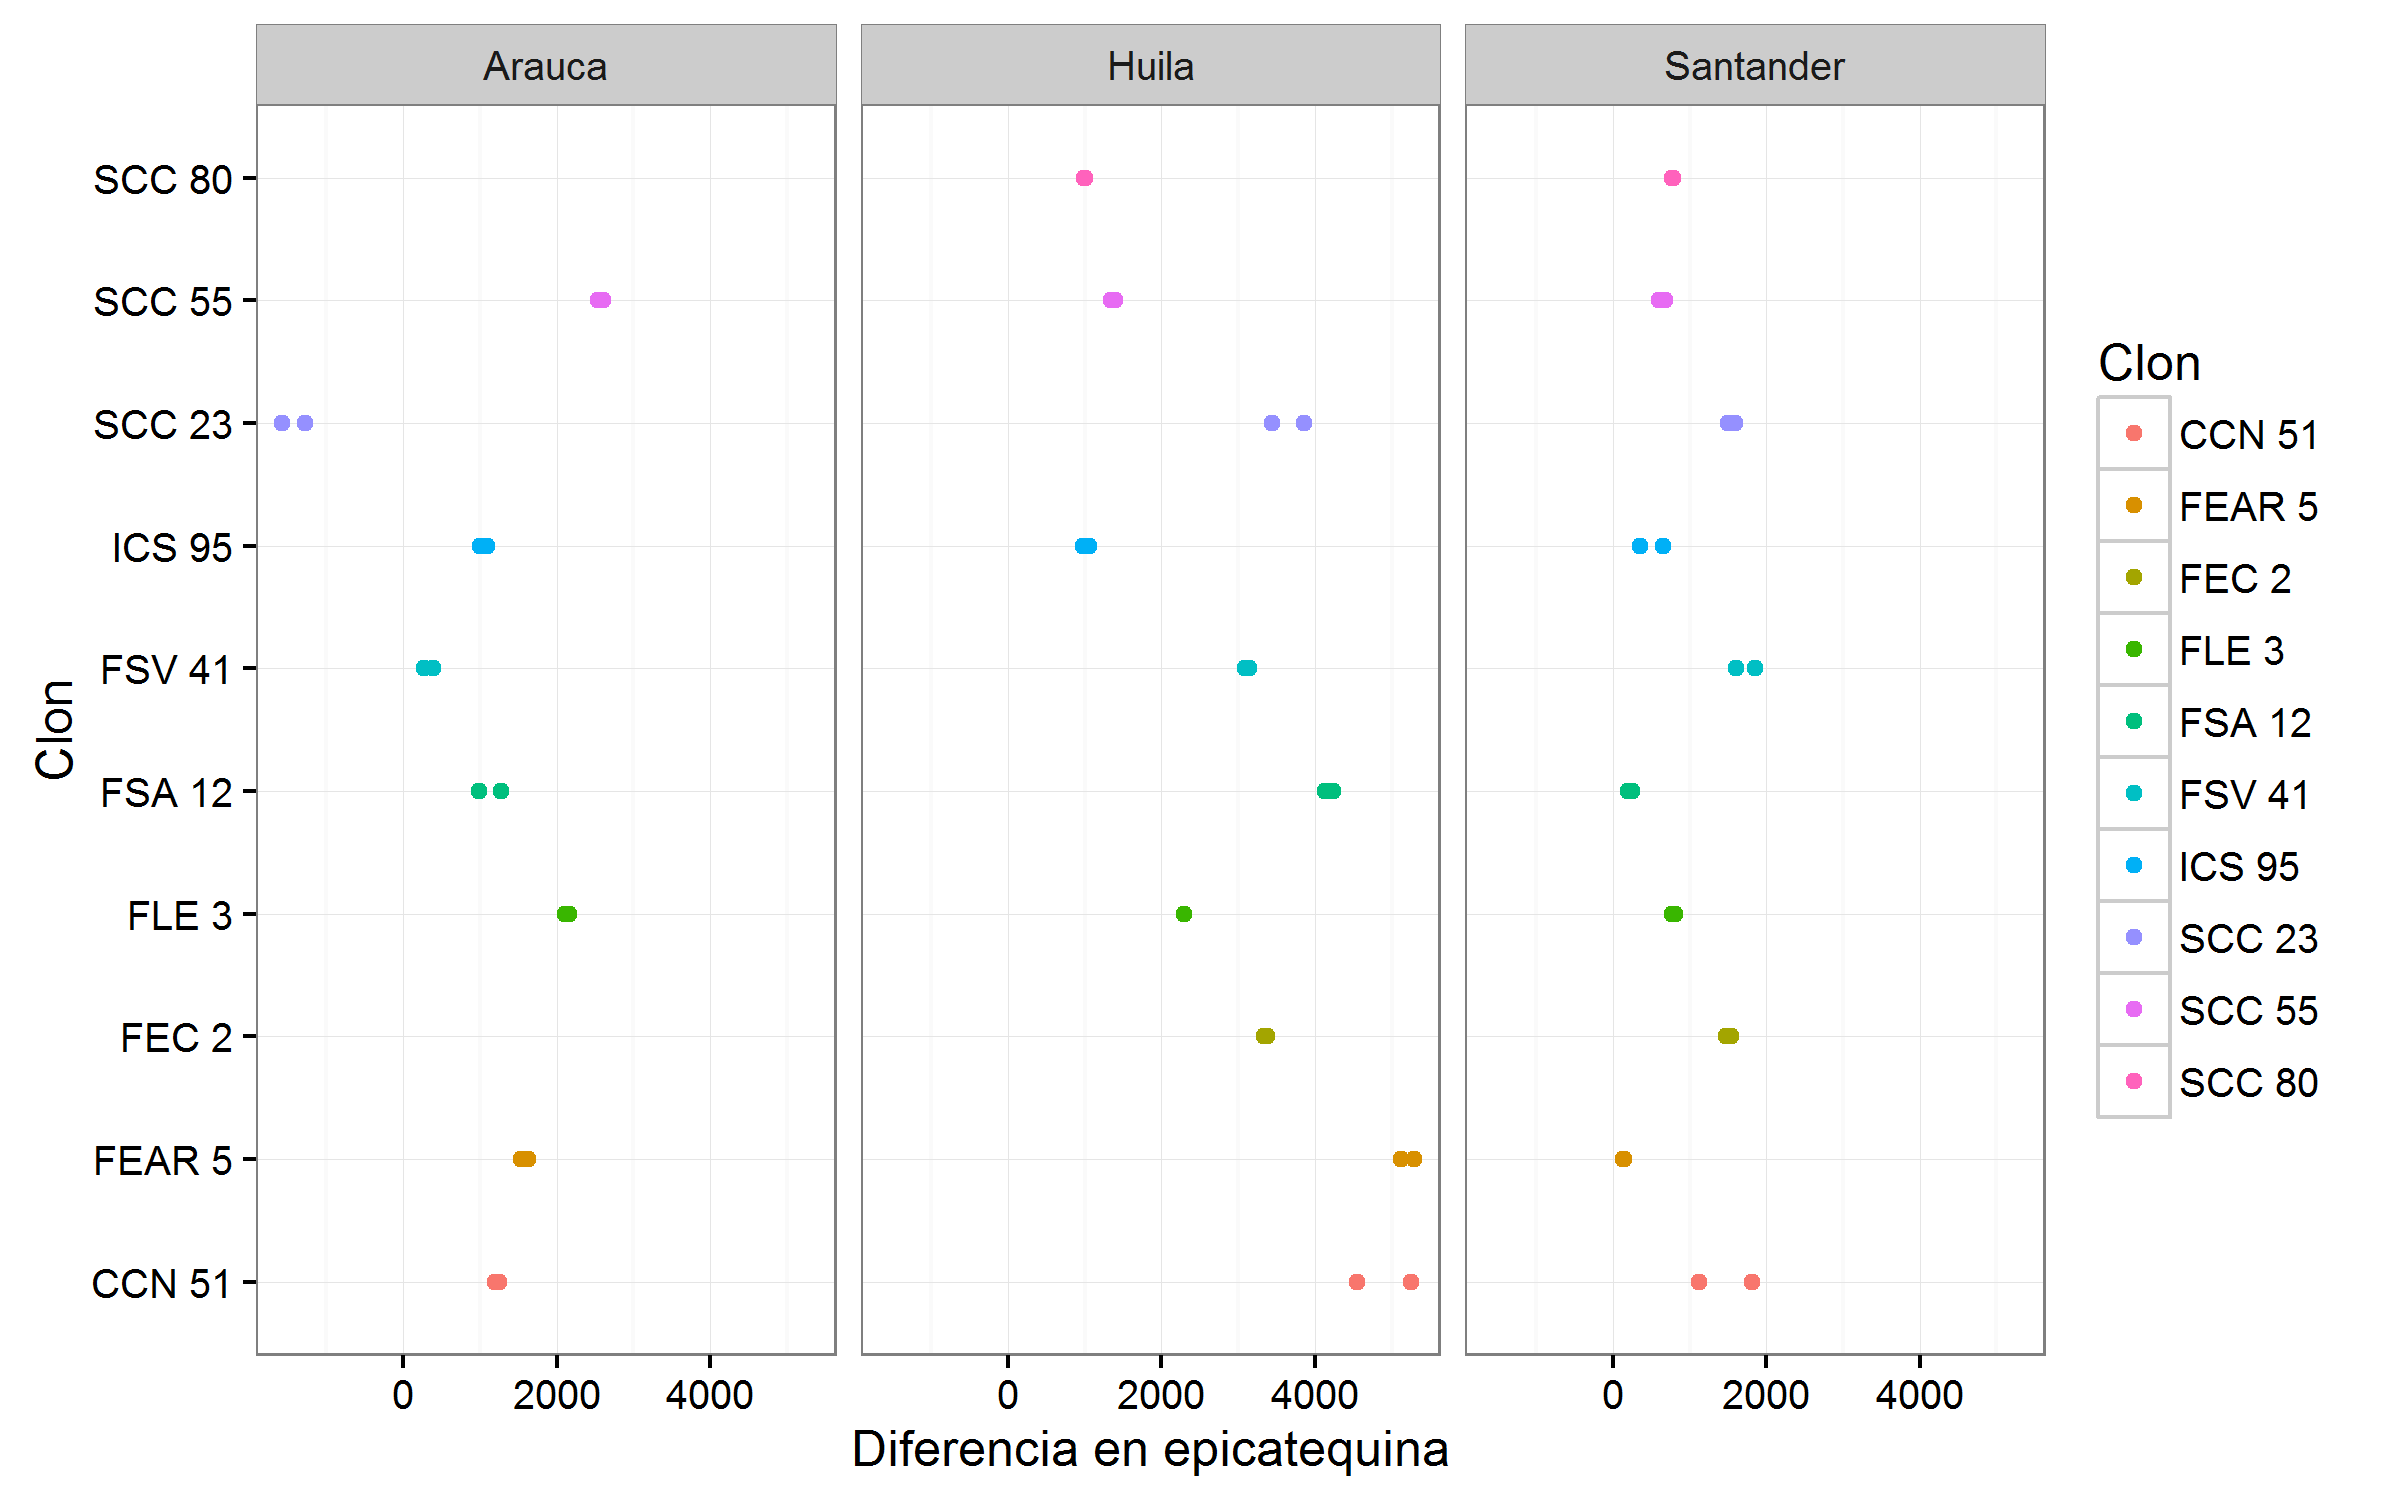 Arauca
Huila
Santander
SCC 80
SCC 55
SCC 23
ICS 95
FSV 41
FSA 12
FLE 3
FEC 2
FEAR 5
CCN 51
Clon
0 2000 4000
0 2000 4000
0 2000 4000
Diferencia en epicatequina
Clon
CCN 51
FEAR 5
FEC 2
FLE 3
FSA 12
FSV 41
ICS 95
SCC 23
SCC 55
SCC 80